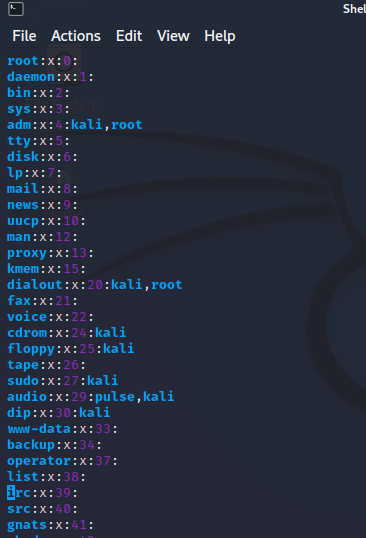 Shel
File Actions Edit View Help
root:x:0:
daemon:x:1:
bin:x:2:
sys:x:3:
adm:x:4:kali,root
tty:x:5:
disk:x:6:
lp:x:7:
mail:x:8:
news:x:9:
uucp:x:10:
man:x:12:
proxy:x:13:
kmem:x:15:
dialout:x:20:kali,root
fax:x:21:
voice:x:22:
cdrom:x:24:kali
floppy:x:25:kali
tape:x:26:
sudo:x:27:kali
audio:x:29:pulse,kali
dip:x:30:kali
www-data:x:33:
backup:x:34:
operator:x:37:
list:x:38:
irc:x:39:
src:x:40:
gnats:x:41: